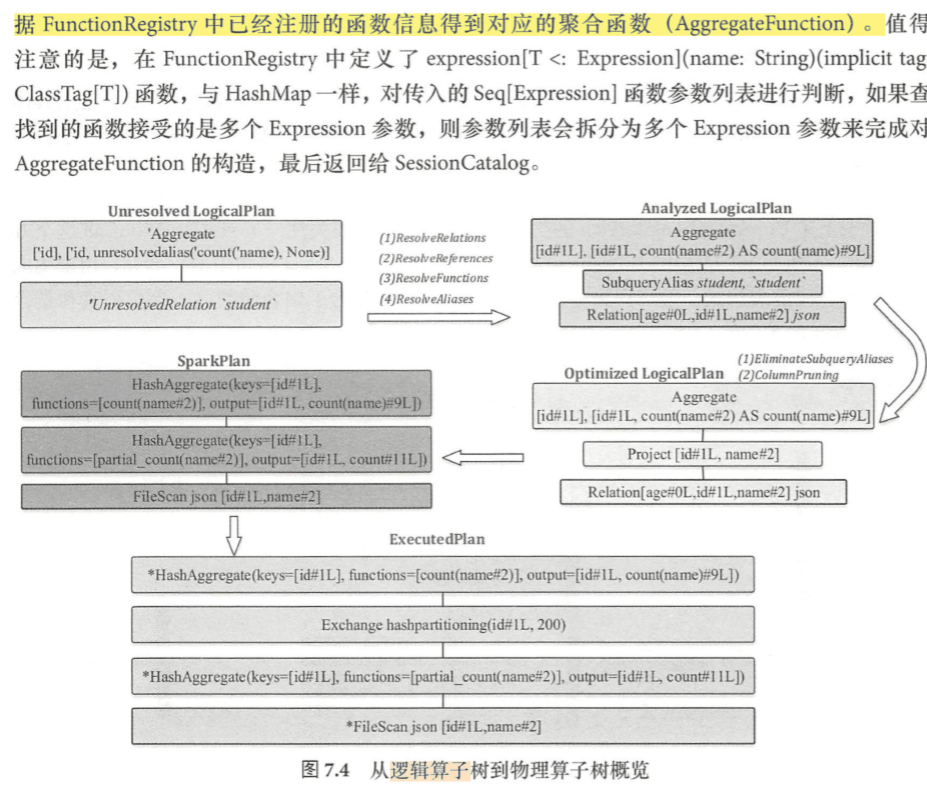 据 FunctionRegistry 中已经注册的函数信息得到对应的聚合函数（AggregateFunction）。值得
注意的是，在 FunctionRegistry 中定义了 expression[T <: Expression](name: String)(implicit tag
ClassTag[T]) 函数，与 HashMap 一样，对传入的 Seq[Expression] 函数参数列表进行判断，如果查
找到的函数接受的是多个 Expression 参数，则参数列表会拆分为多个 Expression 参数来完成对
AggregateFunction 的构造，最后返回给 SessionCatalog。
Unresolved LogicalPlan
'Aggregate
['id], ['id, unresolvedalias('count('name), None)]
'UnresolvedRelation `student`
(1)ResolveRelations
(2)ResolveReferences
(3)ResolveFunctions
(4)ResolveAliases
Analyzed LogicalPlan
Aggregate
[id#1L], [id#1L, count(name#2) AS count(name)#9L]
SubqueryAlias student, `student`
Relation[age#0L,id#1L,name#2] json
(1)EliminateSubqueryAliases
(2)ColumnPruning
Optimized LogicalPlan
Aggregate
[id#1L], [id#1L, count(name#2) AS count(name)#9L]
Project [id#1L, name#2]
Relation[age#0L,id#1L,name#2] json
SparkPlan
HashAggregate(keys=[id#1L],
functions=[count(name#2)], output=[id#1L, count(name)#9L])
HashAggregate(keys=[id#1L],
functions=[partial_count(name#2)], output=[id#1L, count#11L])
FileScan json [id#1L,name#2]
ExecutedPlan
*HashAggregate(keys=[id#1L], functions=[count(name#2)], output=[id#1L, count(name)#9L])
Exchange hashpartitioning(id#1L, 200)
*HashAggregate(keys=[id#1L], functions=[partial_count(name#2)], output=[id#1L, count#11L])
*FileScan json [id#1L,name#2]
图 7.4 从逻辑算子树到物理算子树概览